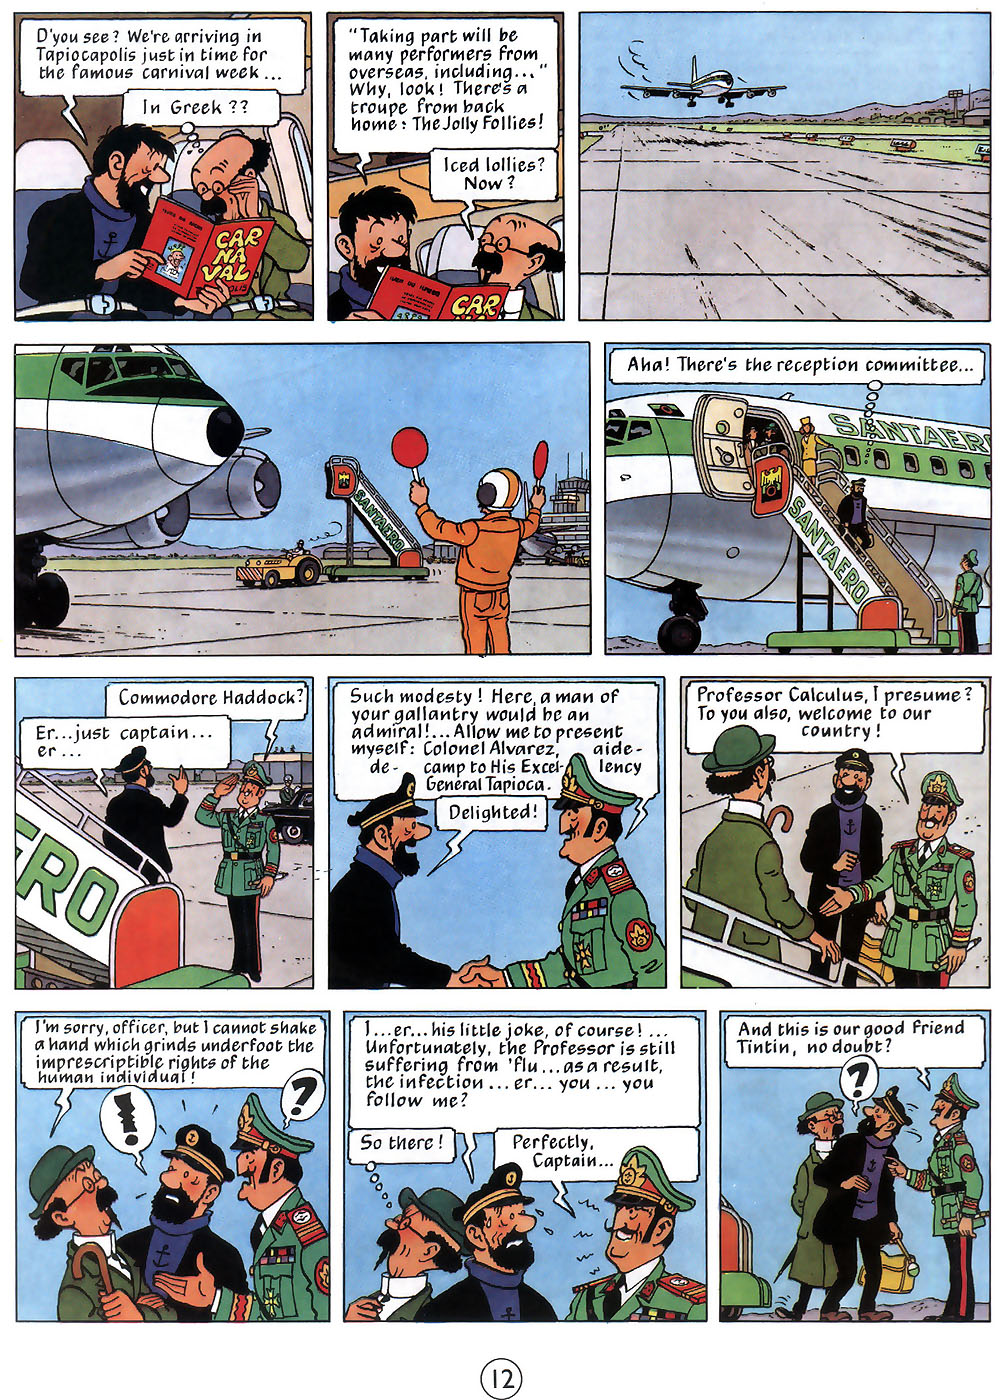 D'you see? We're arriving in
Tapiocapolis just in time for
the famous carnival week...
In Greek ??
CAR
NA
VAL
"Taking part will be
many performers from
overseas, including..."
Why, look! There's a
troupe from back
home: The Jolly Follies!
Iced lollies?
Now?
CAR
SANTAERO
Aha! There's the reception committee...
SANTAERO
SANTAERO
Commodore Haddock?
Er...just captain...
er...
ERO
Such modesty! Here, a man of
your gallantry would be an
admiral!... Allow me to present
myself: Colonel Alvarez, aide-
de- camp to His Excel- lency
General Tapioca.
Delighted!
Professor Calculus, I presume?
To you also, welcome to our
country!
I'm sorry, officer, but I cannot shake
a hand which grinds underfoot the
imprescriptible rights of the
human individual!
!
?
I...er...his little joke, of course! ...
Unfortunately, the Professor is still
suffering from 'flu ...as a result,
the infection ...er... you ... you
follow me?
So there!
Perfectly,
Captain...
And this is our good friend
Tintin, no doubt?
?
12